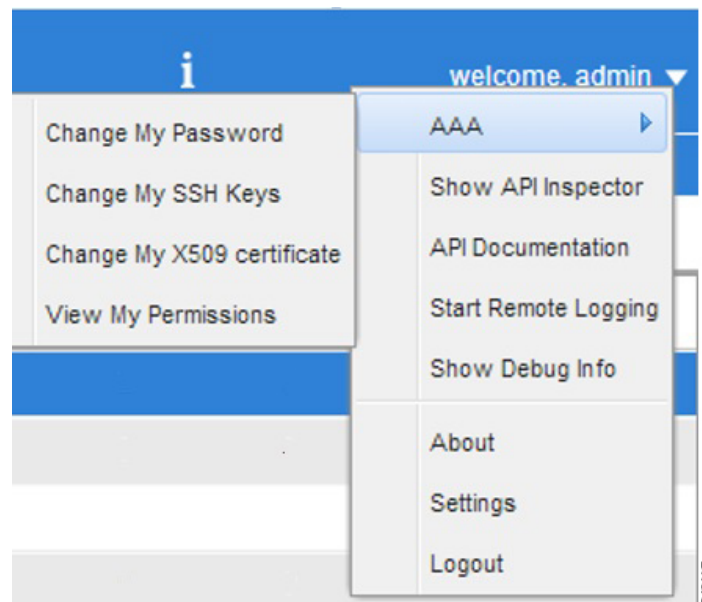 i
welcome, admin
AAA
Show API Inspector
API Documentation
Start Remote Logging
Show Debug Info
About
Settings
Logout
Change My Password
Change My SSH Keys
Change My X509 certificate
View My Permissions